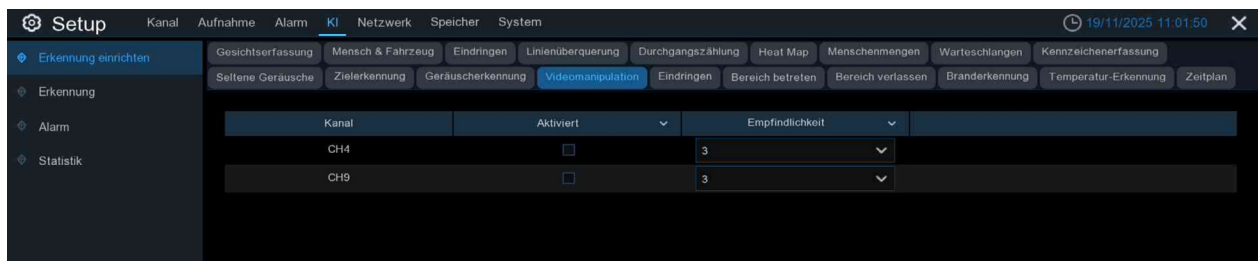 Setup Kanal Aufnahme Alarm KI Netzwerk Speicher System 19/11/2025 11:01:50
Erkennung einrichten
Erkennung
Alarm
Statistik
Gesichtserfassung Mensch & Fahrzeug Eindringen Linienüberquerung Durchgangszählung Heat Map Menschenmengen Warteschlangen Kennzeichenerfassung
Seltene Geräusche Zielerkennung Geräuscherkennung Videomanipulation Eindringen Bereich betreten Bereich verlassen Branderkennung Temperatur-Erkennung Zeitplan
Kanal Aktiviert Empfindlichkeit
CH4 3
CH9 3